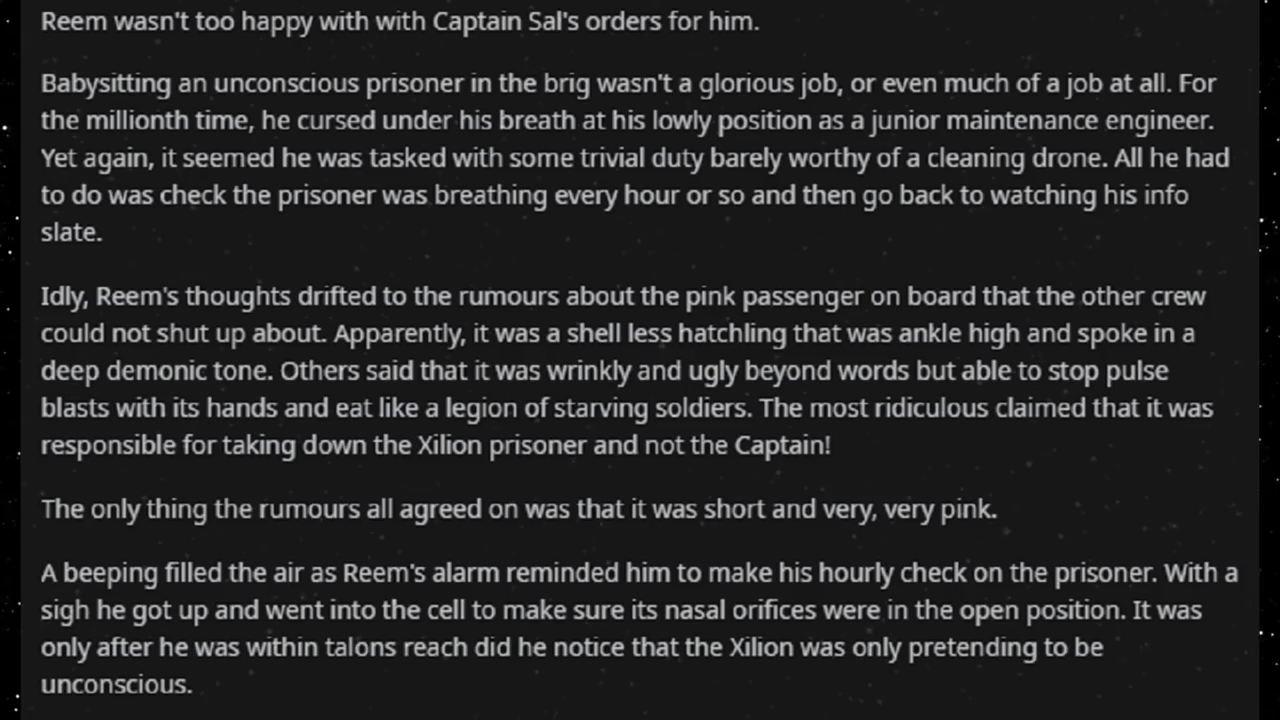 Reem wasn't too happy with with Captain Sal's orders for him.
Babysitting an unconscious prisoner in the brig wasn't a glorious job, or even much of a job at all. For
the millionth time, he cursed under his breath at his lowly position as a junior maintenance engineer.
Yet again, it seemed he was tasked with some trivial duty barely worthy of a cleaning drone. All he had
to do was check the prisoner was breathing every hour or so and then go back to watching his info
slate.
Idly, Reem's thoughts drifted to the rumours about the pink passenger on board that the other crew
could not shut up about. Apparently, it was a shell less hatchling that was ankle high and spoke in a
deep demonic tone. Others said that it was wrinkly and ugly beyond words but able to stop pulse
blasts with its hands and eat like a legion of starving soldiers. The most ridiculous claimed that it was
responsible for taking down the Xilion prisoner and not the Captain!
The only thing the rumours all agreed on was that it was short and very, very pink.
A beeping filled the air as Reem's alarm reminded him to make his hourly check on the prisoner. With a
sigh he got up and went into the cell to make sure its nasal orifices were in the open position. It was
only after he was within talons reach did he notice that the Xilion was only pretending to be
unconscious.